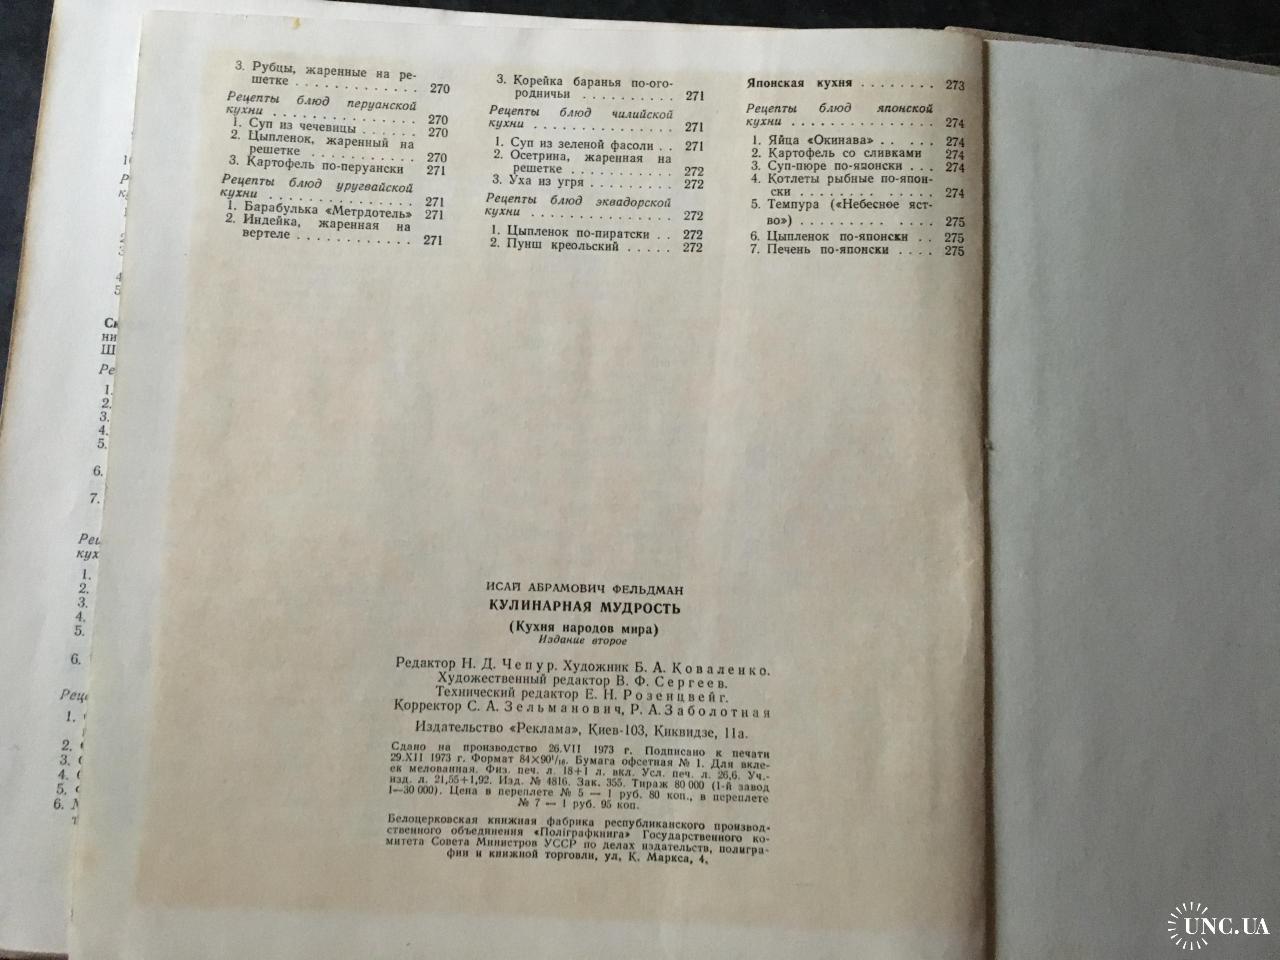 3. Рубцы, жаренные на ре-
шетке . . . . . . . . . . . . . 270
Рецепты блюд перуанской
кухни . . . . . . . . . . . . . . . 270
1. Суп из чечевицы . . . . . . 270
2. Цыпленок, жаренный на
решетке . . . . . . . . . . . 270
3. Картофель по-перуански 271
Рецепты блюд уругвайской
кухни . . . . . . . . . . . . . . . 271
1. Барабулька «Метрдотель» 271
2. Индейка, жаренная на
вертеле . . . . . . . . . . . . 271
3. Корейка баранья по-ого-
родничьи . . . . . . . . . . 271
Рецепты блюд чилийской
кухни . . . . . . . . . . . . . . . 271
1. Суп из зеленой фасоли . . 271
2. Осетрина, жаренная на
решетке . . . . . . . . . . . 272
3. Уха из угря . . . . . . . . . 272
Рецепты блюд эквадорской
кухни . . . . . . . . . . . . . . . 272
1. Цыпленок по-пиратски . . 272
2. Пунш креольский . . . . . 272
Японская кухня . . . . . . . . 273
Рецепты блюд японской
кухни . . . . . . . . . . . . . . . 274
1. Яйца «Окинава» . . . . . 274
2. Картофель со сливками 274
3. Суп-пюре по-японски . . . 274
4. Котлеты рыбные по-япон-
ски . . . . . . . . . . . . . . 274
5. Темпура («Небесное яст-
во») . . . . . . . . . . . . . . 275
6. Цыпленок по-японски . . 275
7. Печень по-японски . . . . 275
ИСАЙ АБРАМОВИЧ ФЕЛЬДМАН
КУЛИНАРНАЯ МУДРОСТЬ
(Кухня народов мира)
Издание второе
Редактор Н. Д. Чепур. Художник Б. А. Коваленко.
Художественный редактор В. Ф. Сергеев.
Технический редактор Е. Н. Розенцвейг.
Корректор С. А. Зельманович, Р. А. Заболотная
Издательство «Реклама», Киев-103, Киквидзе, 11а.
Сдано на производство 26.VII 1973 г. Подписано к печати
29.XII 1973 г. Формат 84×90¹/₁₆. Бумага офсетная № 1. Для вкле-
ек мелованная. Физ. печ. л. 18+1 л. вкл. Усл. печ. л. 26,6. Уч.-
изд. л. 21,55+1,92. Изд. № 4816. Зак. 355. Тираж 80 000 (1-й завод
1—30 000). Цена в переплете № 5 — 1 руб. 80 коп., в переплете
№ 7 — 1 руб. 95 коп.
Белоцерковская книжная фабрика республиканского производ-
ственного объединения «Поліграфкнига» Государственного ко-
митета Совета Министров УССР по делах издательств, полигра-
фии и книжной торговли, ул, К. Маркса, 4.
UNC.UA